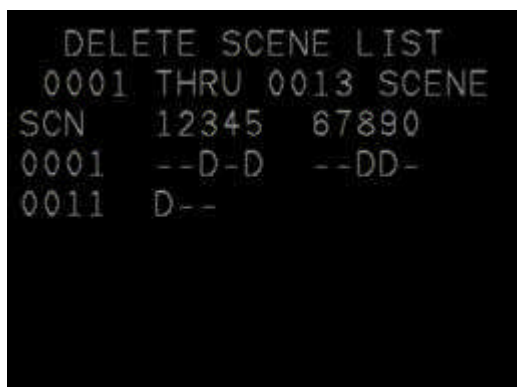 DELETE SCENE LIST
0001 THRU 0013 SCENE
SCN 12345 67890
0001 --D-D --DD-
0011 D--